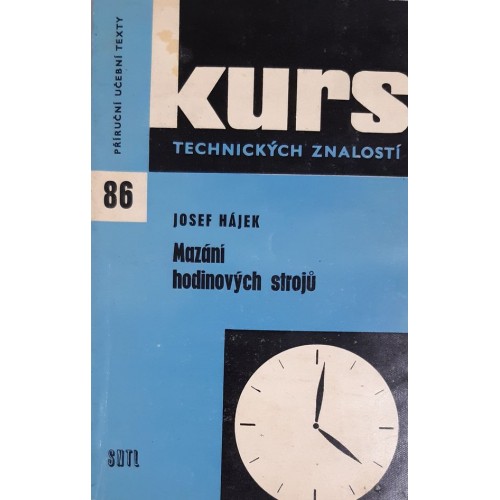 PŘÍRUČNÍ UČEBNÍ TEXTY
kurs
TECHNICKÝCH ZNALOSTÍ
86
JOSEF HÁJEK
Mazání
hodinových strojů
SNTL